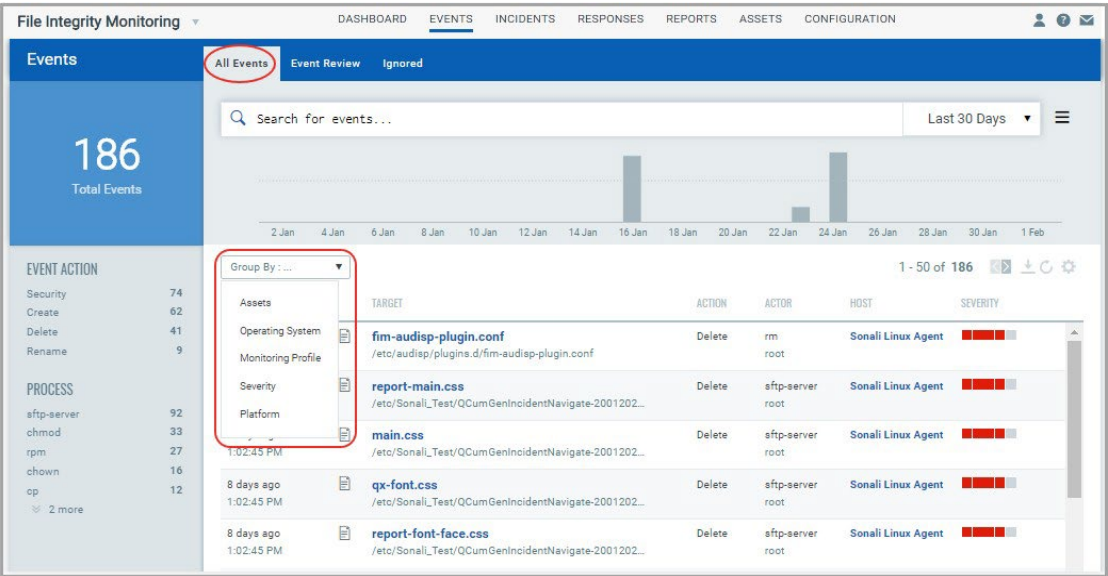 File Integrity Monitoring
DASHBOARD EVENTS INCIDENTS RESPONSES REPORTS ASSETS CONFIGURATION
Events
All Events Event Review Ignored
186
Total Events
Search for events...
Last 30 Days
2 Jan 4 Jan 6 Jan 8 Jan 10 Jan 12 Jan 14 Jan 16 Jan 18 Jan 20 Jan 22 Jan 24 Jan 26 Jan 28 Jan 30 Jan 1 Feb
EVENT ACTION
Security 74
Create 62
Delete 41
Rename 9
PROCESS
sftp-server 92
chmod 33
rpm 27
chown 16
cp 12
2 more
Group By : ...
Assets
Operating System
Monitoring Profile
Severity
Platform
1 - 50 of 186
TARGET ACTION ACTOR HOST SEVERITY
fim-audisp-plugin.conf Delete rm Sonali Linux Agent
/etc/audisp/plugins.d/fim-audisp-plugin.conf root
report-main.css Delete sftp-server Sonali Linux Agent
/etc/Sonali_Test/QCumGenIncidentNavigate-2001202... root
main.css Delete sftp-server Sonali Linux Agent
1:02:45 PM /etc/Sonali_Test/QCumGenIncidentNavigate-2001202... root
8 days ago qx-font.css Delete sftp-server Sonali Linux Agent
1:02:45 PM /etc/Sonali_Test/QCumGenIncidentNavigate-2001202... root
8 days ago report-font-face.css Delete sftp-server Sonali Linux Agent
1:02:45 PM /etc/Sonali_Test/QCumGenIncidentNavigate-2001202... root